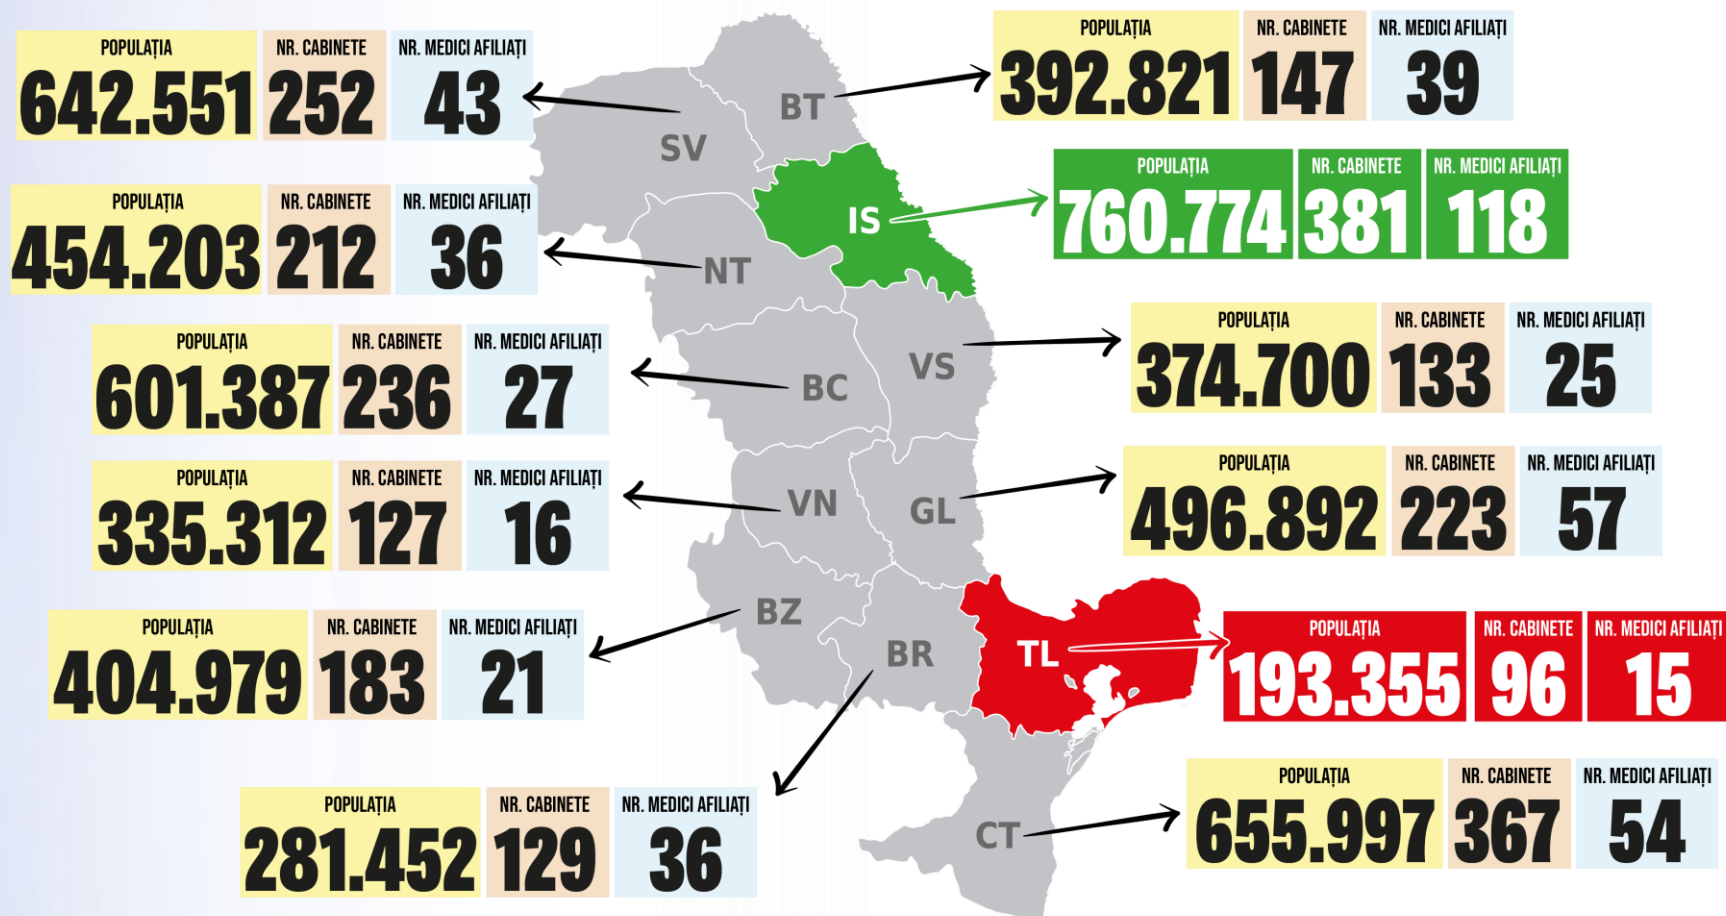 POPULAȚIA NR. CABINETE NR. MEDICI AFILIAȚI
642.551 252 43
POPULAȚIA NR. CABINETE NR. MEDICI AFILIAȚI
392.821 147 39
BT
SV
POPULAȚIA NR. CABINETE NR. MEDICI AFILIAȚI
760.774 381 118
IS
POPULAȚIA NR. CABINETE NR. MEDICI AFILIAȚI
454.203 212 36
NT
POPULAȚIA NR. CABINETE NR. MEDICI AFILIAȚI
374.700 133 25
VS
POPULAȚIA NR. CABINETE NR. MEDICI AFILIAȚI
601.387 236 27
BC
POPULAȚIA NR. CABINETE NR. MEDICI AFILIAȚI
496.892 223 57
POPULAȚIA NR. CABINETE NR. MEDICI AFILIAȚI
335.312 127 16
VN
GL
POPULAȚIA NR. CABINETE NR. MEDICI AFILIAȚI
404.979 183 21
BZ
BR
TL
POPULAȚIA NR. CABINETE NR. MEDICI AFILIAȚI
193.355 96 15
POPULAȚIA NR. CABINETE NR. MEDICI AFILIAȚI
655.997 367 54
POPULAȚIA NR. CABINETE NR. MEDICI AFILIAȚI
281.452 129 36
CT